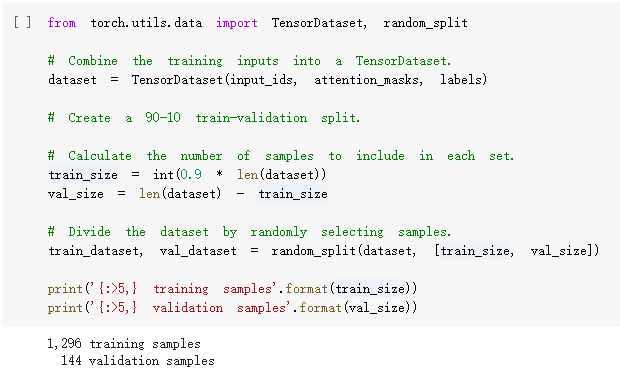 [ ] from torch.utils.data import TensorDataset, random_split
# Combine the training inputs into a TensorDataset.
dataset = TensorDataset(input_ids, attention_masks, labels)
# Create a 90-10 train-validation split.
# Calculate the number of samples to include in each set.
train_size = int(0.9 * len(dataset))
val_size = len(dataset) - train_size
# Divide the dataset by randomly selecting samples.
train_dataset, val_dataset = random_split(dataset, [train_size, val_size])
print('{:>5,} training samples'.format(train_size))
print('{:>5,} validation samples'.format(val_size))
1,296 training samples
144 validation samples